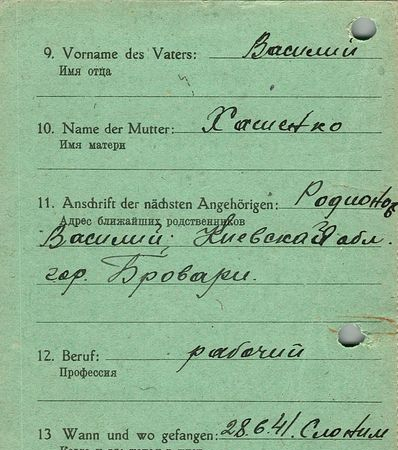 9. Vorname des Vaters: Василий
Имя отца
10. Name der Mutter: Хашенко
Имя матери
11. Anschrift der nächsten Angehörigen: Родионов
Адрес ближайших родственников
Василий. Киевская обл.
гор. Бровари.
12. Beruf: рабочий
Профессия
13 Wann und wo gefangen: 28.6.41. Слоним